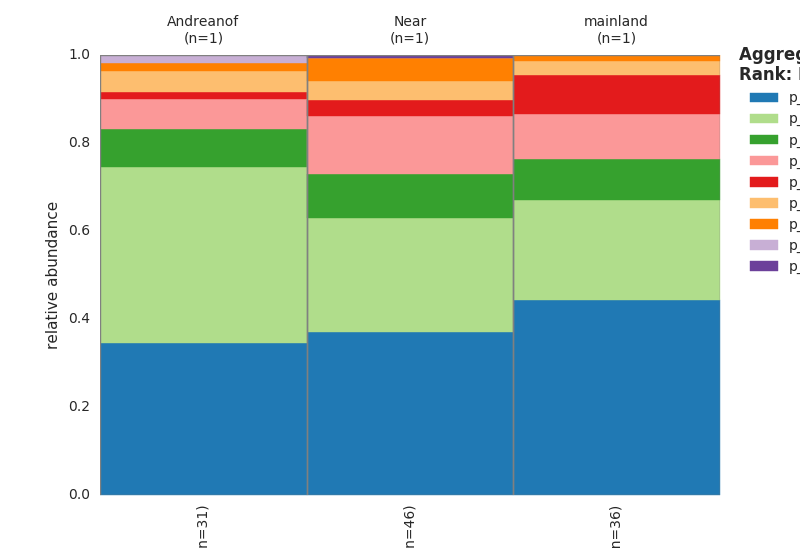 Andreanof
(n=1)
Near
(n=1)
mainland
(n=1)
1.0
0.8
0.6
0.4
0.2
0.0
relative abundance
n=31)
n=46)
n=36)
Aggreg
Rank:
p_
p_
p_
p_
p_
p_
p_
p_
p_